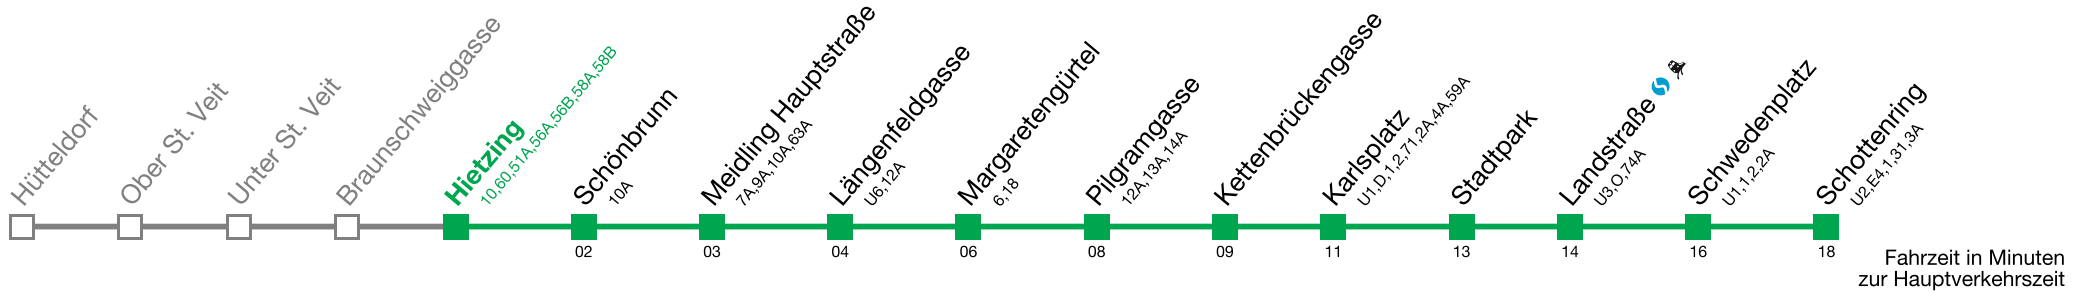 Hütteldorf
Ober St. Veit
Unter St. Veit
Braunschweiggasse
Hietzing
10,60,51A,56A,56B,58A,58B
Schönbrunn
10A
Meidling Hauptstraße
7A,9A,10A,63A
Längenfeldgasse
U6,12A
Margaretengürtel
6,18
Pilgramgasse
12A,13A,14A
Kettenbrückengasse
Karlsplatz
U1,D,1,2,71,2A,4A,59A
Stadtpark
Landstraße
U3,O,74A
Schwedenplatz
U1,1,2,2A
Schottenring
U2,E4,1,31,3A
02 03 04 06 08 09 11 13 14 16 18
Fahrzeit in Minuten
zur Hauptverkehrszeit